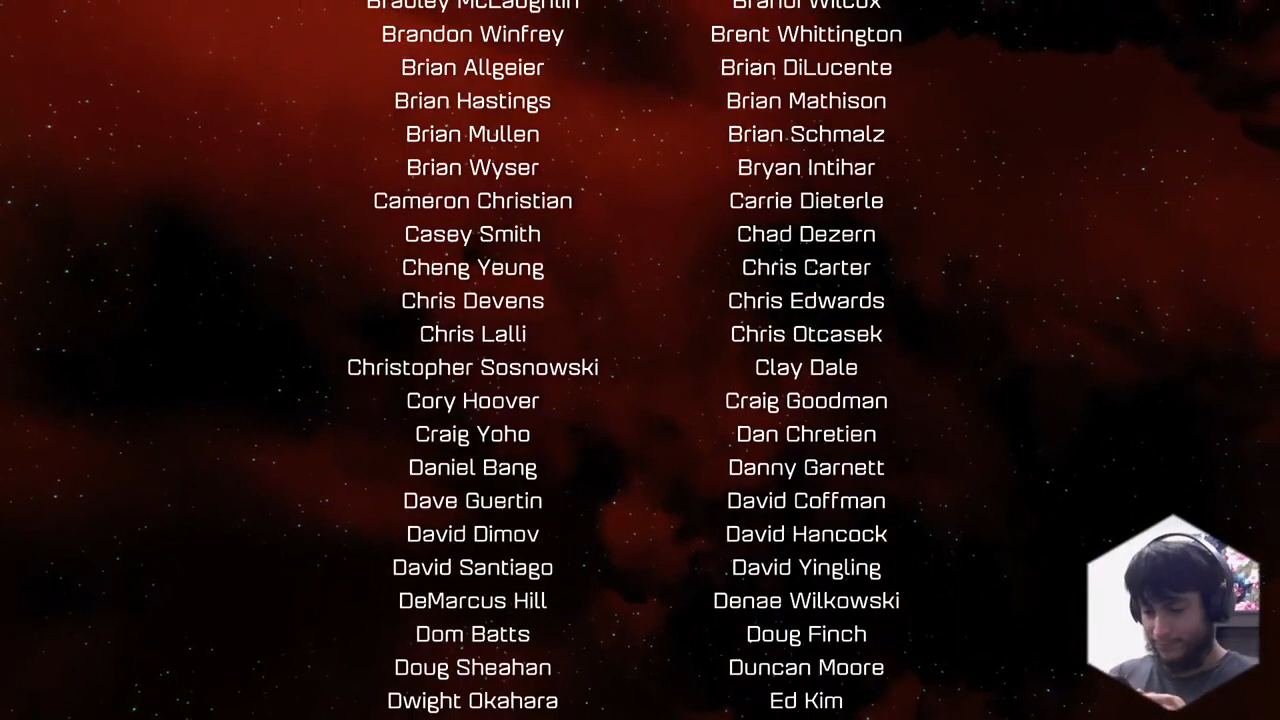 Bradley McLaughlin Brandi Wilcox
Brandon Winfrey Brent Whittington
Brian Allgeier Brian DiLucente
Brian Hastings Brian Mathison
Brian Mullen Brian Schmalz
Brian Wyser Bryan Intihar
Cameron Christian Carrie Dieterle
Casey Smith Chad Dezern
Cheng Yeung Chris Carter
Chris Devens Chris Edwards
Chris Lalli Chris Otcasek
Christopher Sosnowski Clay Dale
Cory Hoover Craig Goodman
Craig Yoho Dan Chretien
Daniel Bang Danny Garnett
Dave Guertin David Coffman
David Dimov David Hancock
David Santiago David Yingling
DeMarcus Hill Denae Wilkowski
Dom Batts Doug Finch
Doug Sheahan Duncan Moore
Dwight Okahara Ed Kim